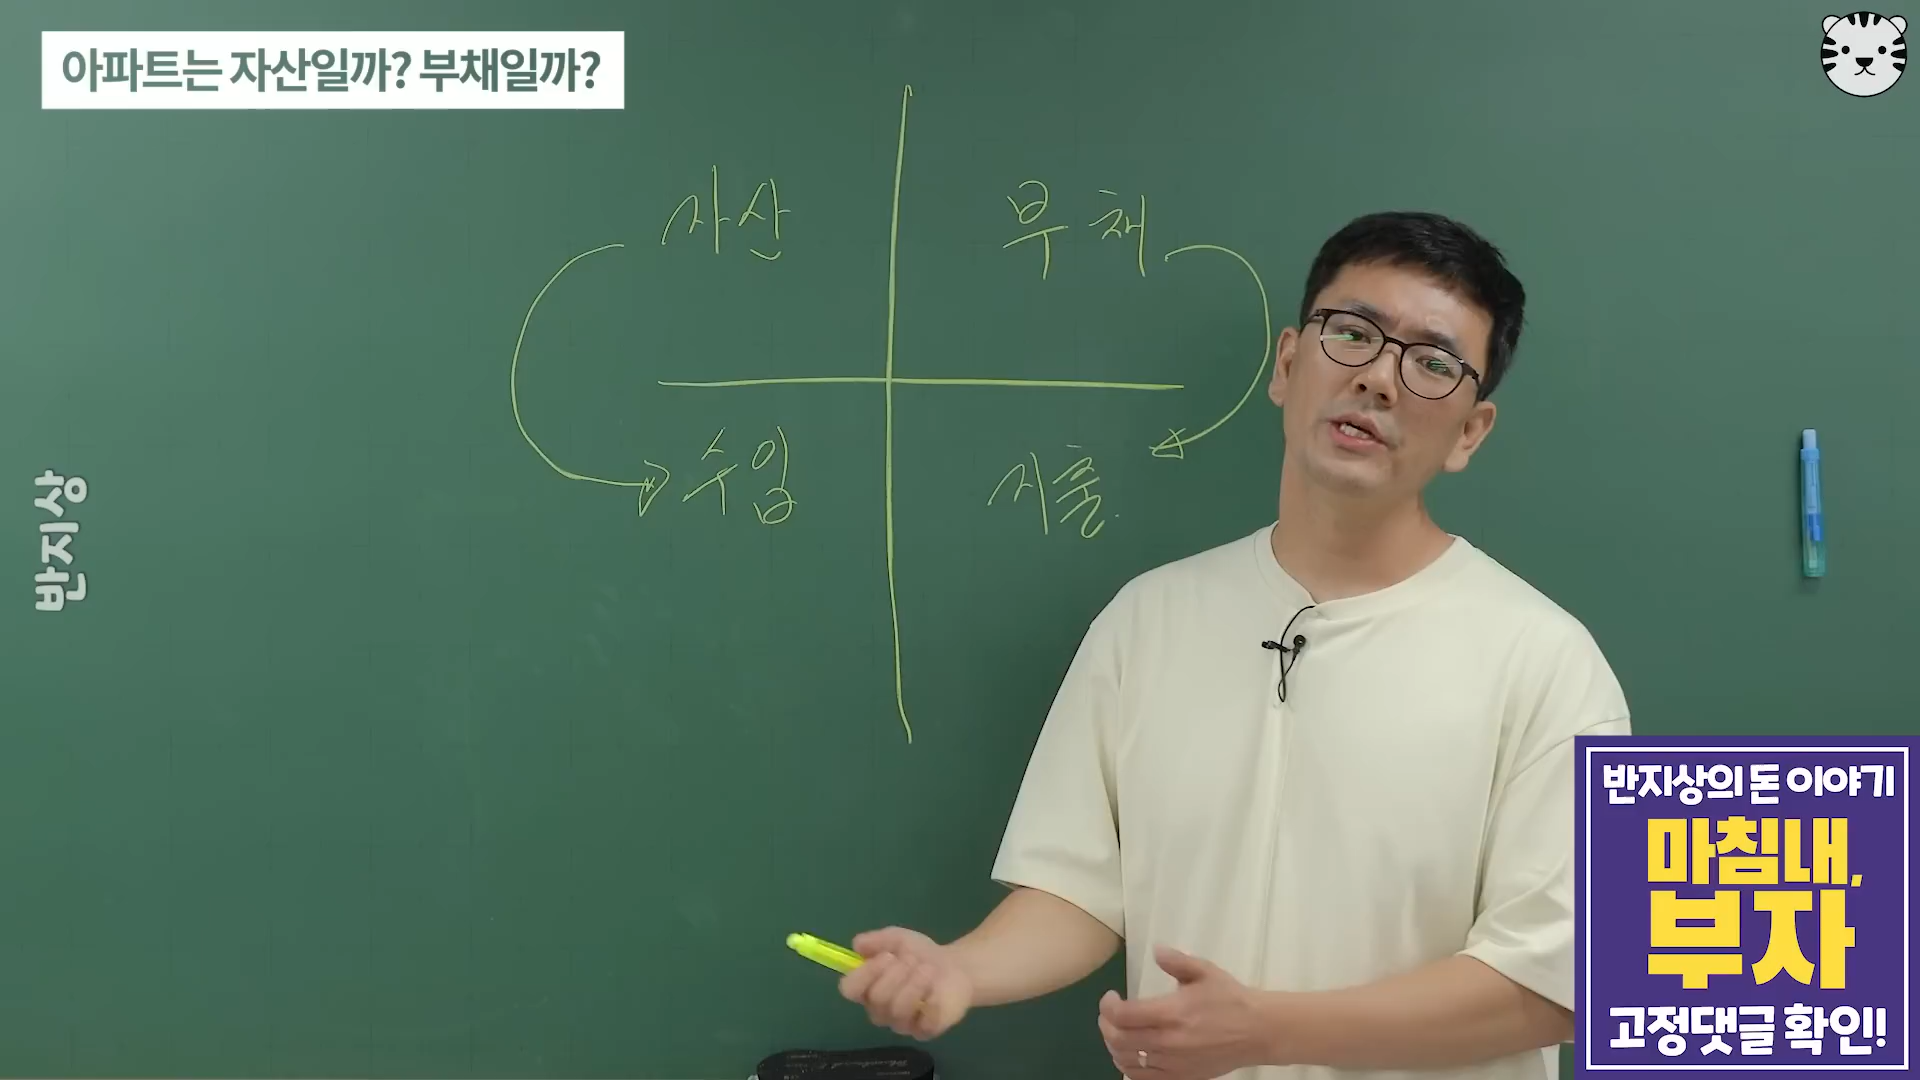 아파트는 자산일까? 부채일까?
자산
부채
수입
지출
반지상
반지상의 돈 이야기
마침내,
부자
고정댓글 확인!